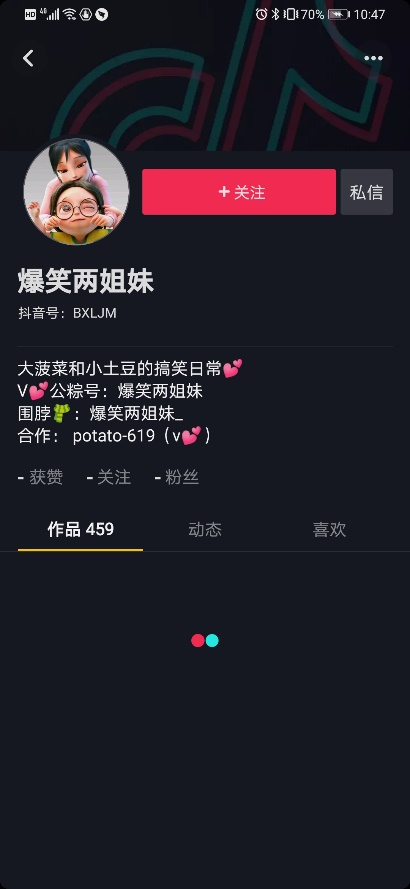 HD 4G 70% 10:47
+ 关注 私信
爆笑两姐妹
抖音号：BXLJM
大菠菜和小土豆的搞笑日常💕
V💕公粽号：爆笑两姐妹
围脖🧣：爆笑两姐妹_
合作： potato-619（v💕）
- 获赞 - 关注 - 粉丝
作品 459 动态 喜欢